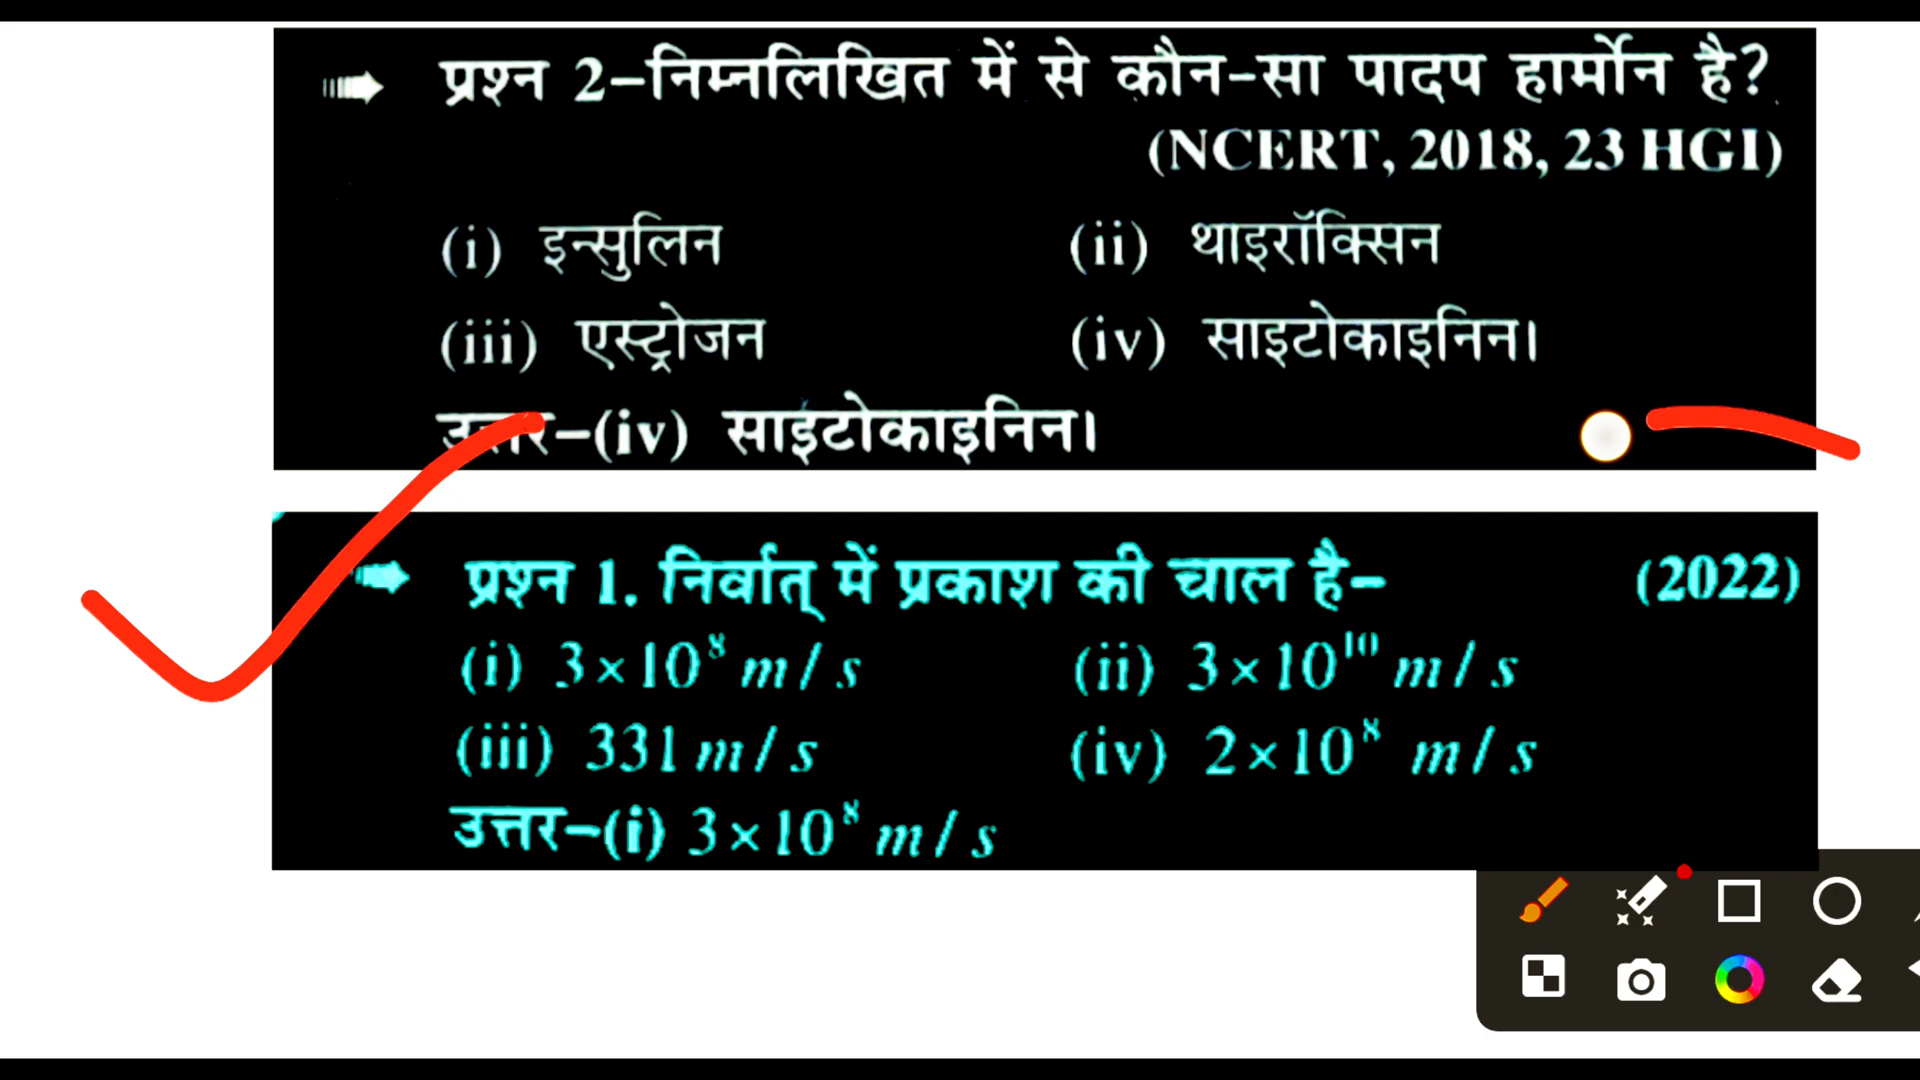 प्रश्न 2–निम्नलिखित में से कौन-सा पादप हार्मोन है?
(NCERT, 2018, 23 HGI)
(i) इन्सुलिन (ii) थाइरॉक्सिन
(iii) एस्ट्रोजन (iv) साइटोकाइनिन।
उत्तर–(iv) साइटोकाइनिन।
प्रश्न 1. निर्वात् में प्रकाश की चाल है– (2022)
(i) 3×10⁸ m/s (ii) 3×10¹⁰ m/s
(iii) 331 m/s (iv) 2×10⁸ m/s
उत्तर–(i) 3×10⁸ m/s